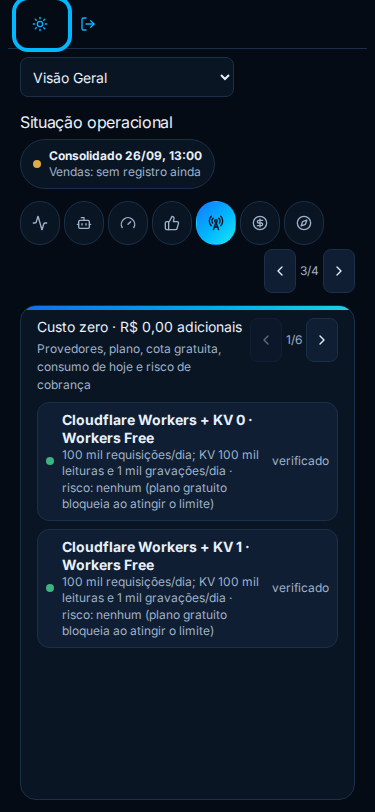 Visão Geral
Situação operacional
Consolidado 26/09, 13:00
Vendas: sem registro ainda
3/4
Custo zero · R$ 0,00 adicionais
1/6
Provedores, plano, cota gratuita,
consumo de hoje e risco de
cobrança
Cloudflare Workers + KV 0 ·
Workers Free
100 mil requisições/dia; KV 100 mil
leituras e 1 mil gravações/dia ·
risco: nenhum (plano gratuito
bloqueia ao atingir o limite)
verificado
Cloudflare Workers + KV 1 ·
Workers Free
100 mil requisições/dia; KV 100 mil
leituras e 1 mil gravações/dia ·
risco: nenhum (plano gratuito
bloqueia ao atingir o limite)
verificado